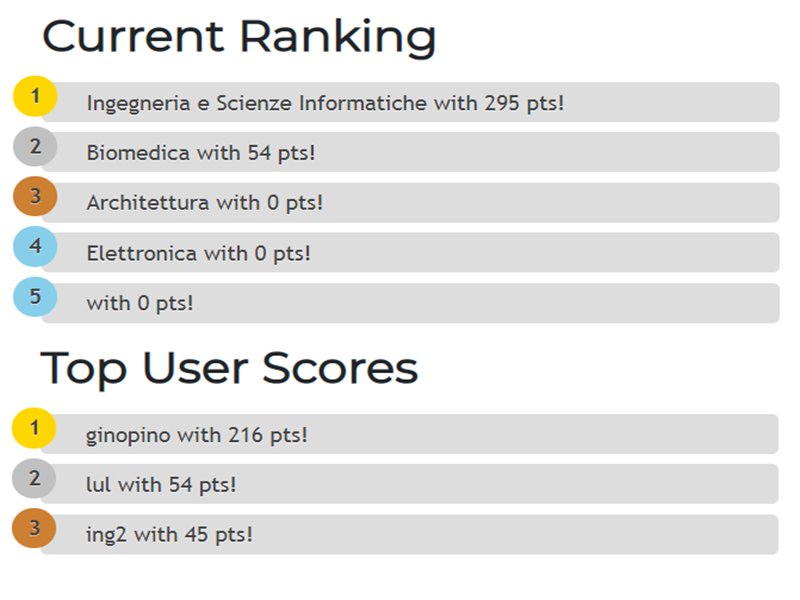 Current Ranking
1 Ingegneria e Scienze Informatiche with 295 pts!
2 Biomedica with 54 pts!
3 Architettura with 0 pts!
4 Elettronica with 0 pts!
5 with 0 pts!
Top User Scores
1 ginopino with 216 pts!
2 lul with 54 pts!
3 ing2 with 45 pts!